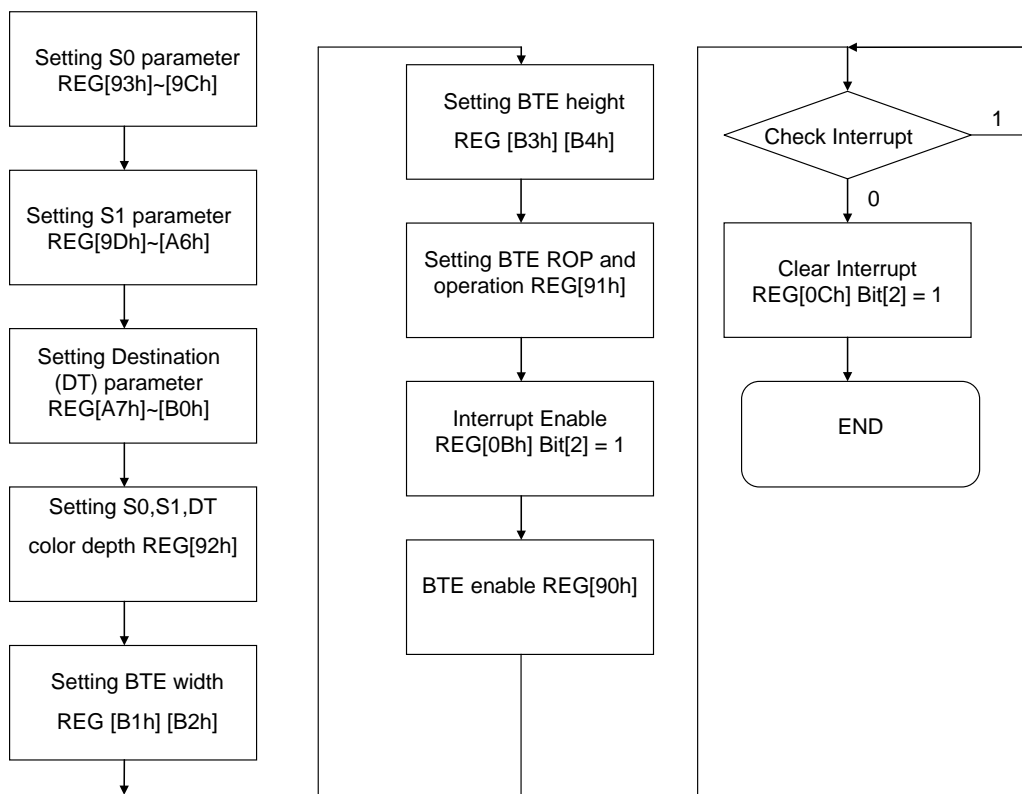 Setting S0 parameter
REG[93h]~[9Ch]
Setting S1 parameter
REG[9Dh]~[A6h]
Setting Destination
(DT) parameter
REG[A7h]~[B0h]
Setting S0,S1,DT
color depth REG[92h]
Setting BTE width
REG [B1h] [B2h]
Setting BTE height
REG [B3h] [B4h]
Setting BTE ROP and
operation REG[91h]
Interrupt Enable
REG[0Bh] Bit[2] = 1
BTE enable REG[90h]
Check Interrupt
1
0
Clear Interrupt
REG[0Ch] Bit[2] = 1
END